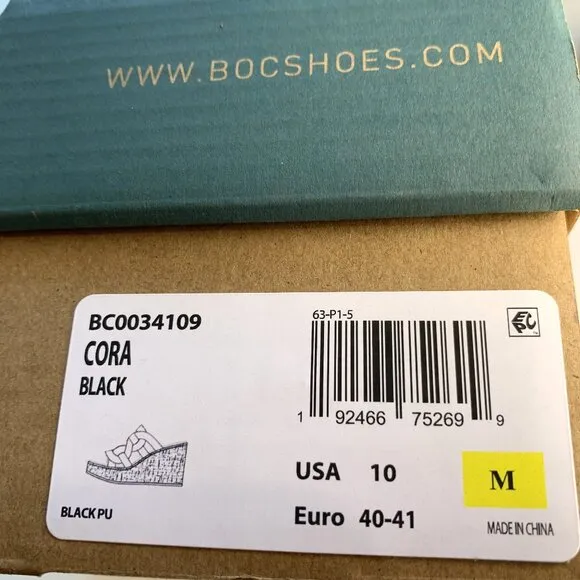 WWW.BOCSHOES.COM
BC0034109
CORA
BLACK
BLACK PU
63-P1-5
1 92466 75269 9
USA 10
Euro 40-41
M
MADE IN CHINA